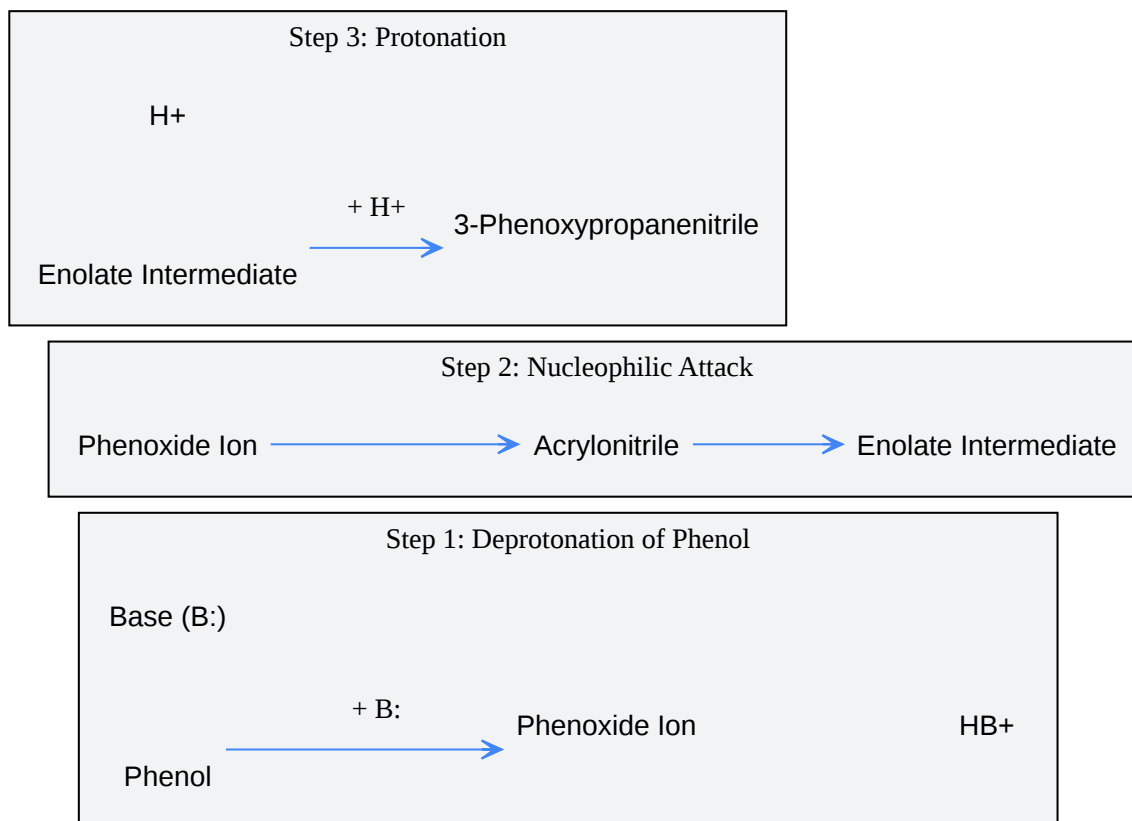 Step 3: Protonation
H+
+ H+
3-Phenoxypropanenitrile
Enolate Intermediate
Step 2: Nucleophilic Attack
Phenoxide Ion
Acrylonitrile
Enolate Intermediate
Step 1: Deprotonation of Phenol
Base (B:)
+ B:
Phenoxide Ion
HB+
Phenol